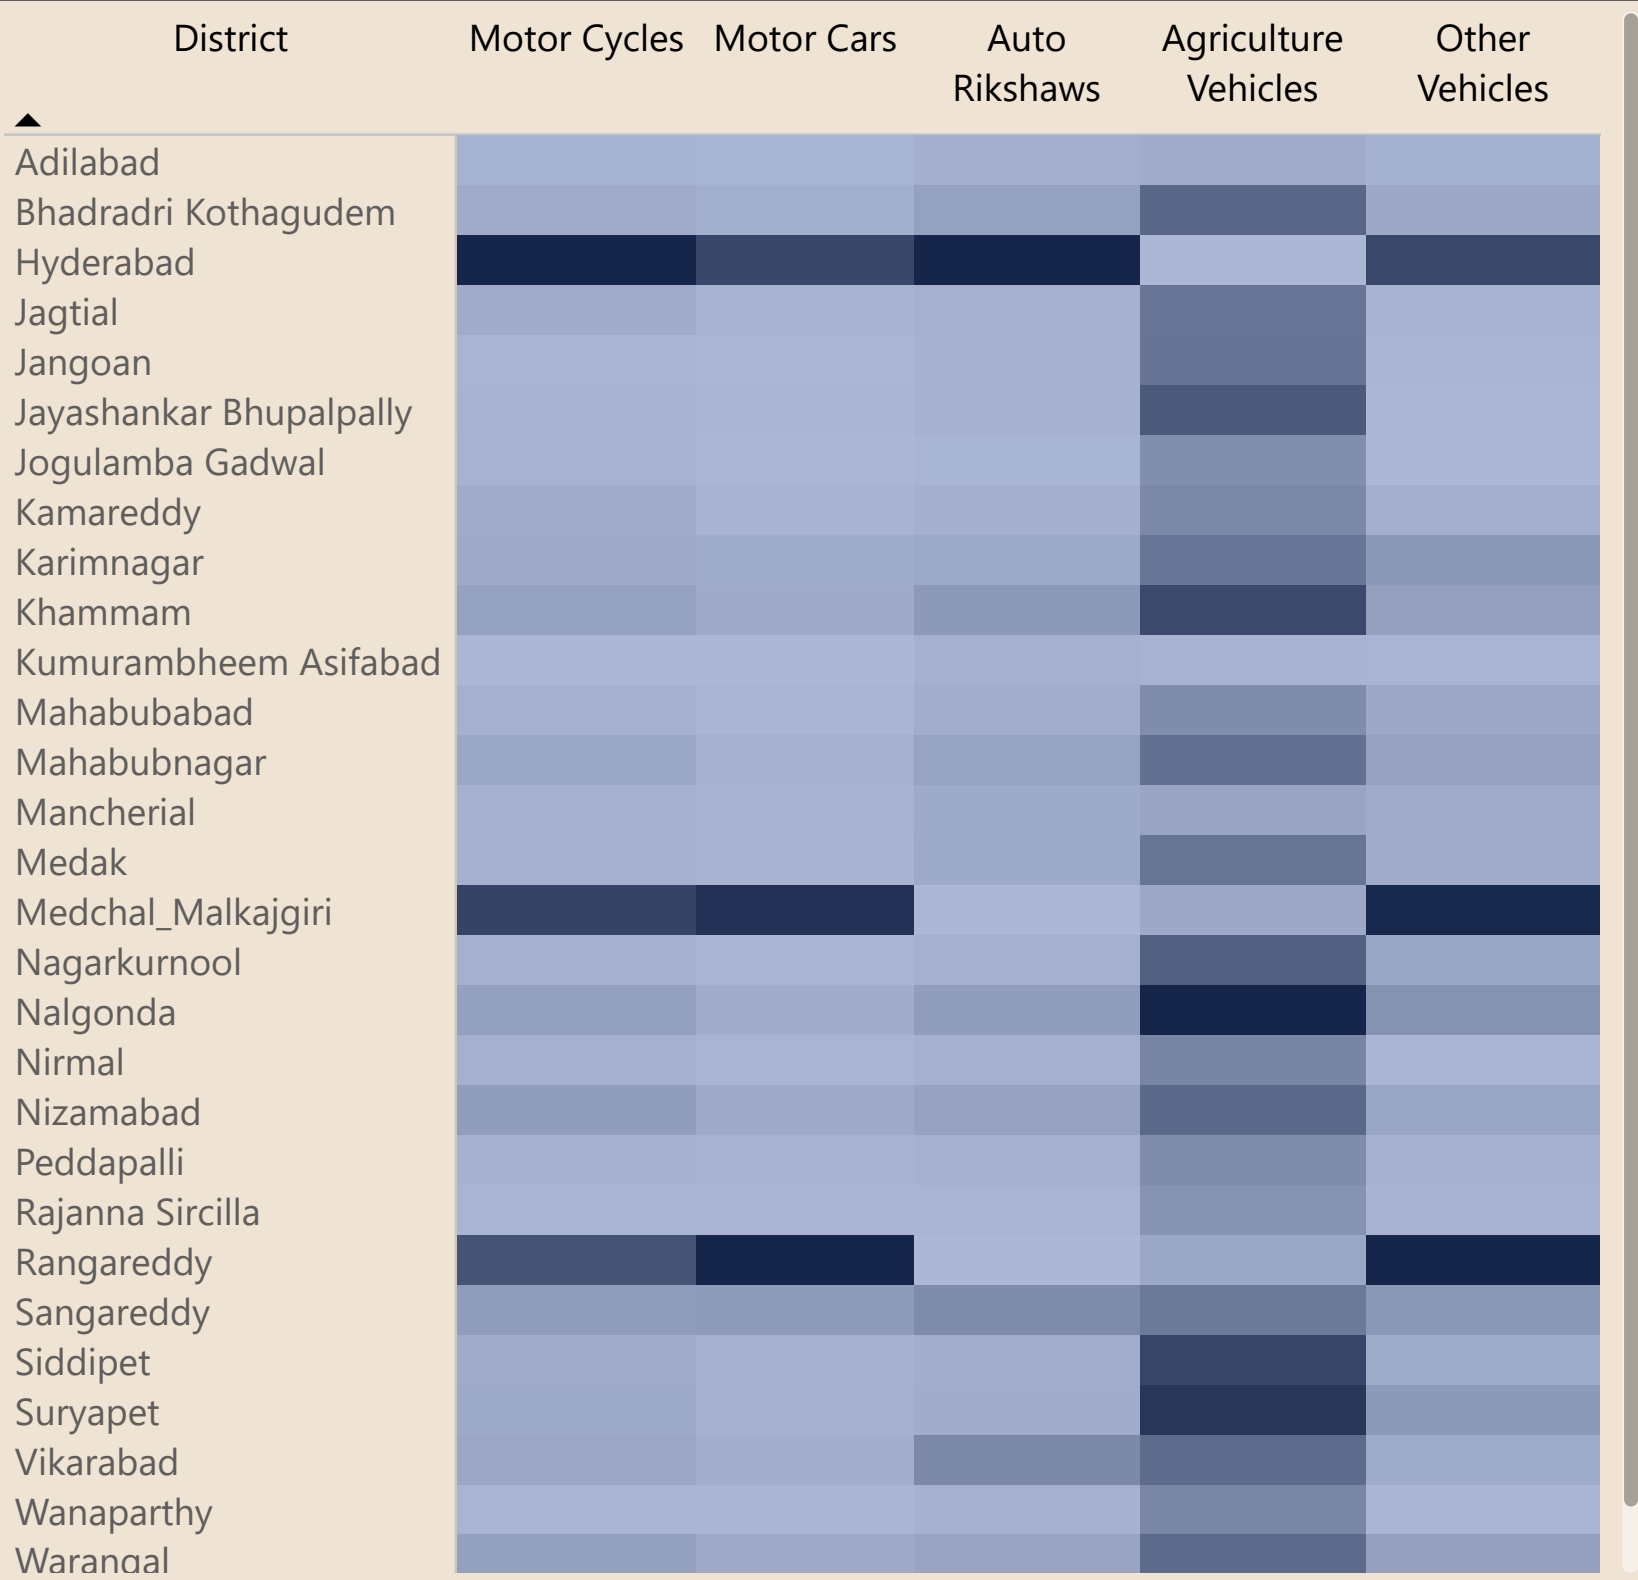 District Motor Cycles Motor Cars Auto Rikshaws Agriculture Vehicles Other Vehicles
Adilabad
Bhadradri Kothagudem
Hyderabad
Jagtial
Jangoan
Jayashankar Bhupalpally
Jogulamba Gadwal
Kamareddy
Karimnagar
Khammam
Kumurambheem Asifabad
Mahabubabad
Mahabubnagar
Mancherial
Medak
Medchal_Malkajgiri
Nagarkurnool
Nalgonda
Nirmal
Nizamabad
Peddapalli
Rajanna Sircilla
Rangareddy
Sangareddy
Siddipet
Suryapet
Vikarabad
Wanaparthy
Warangal